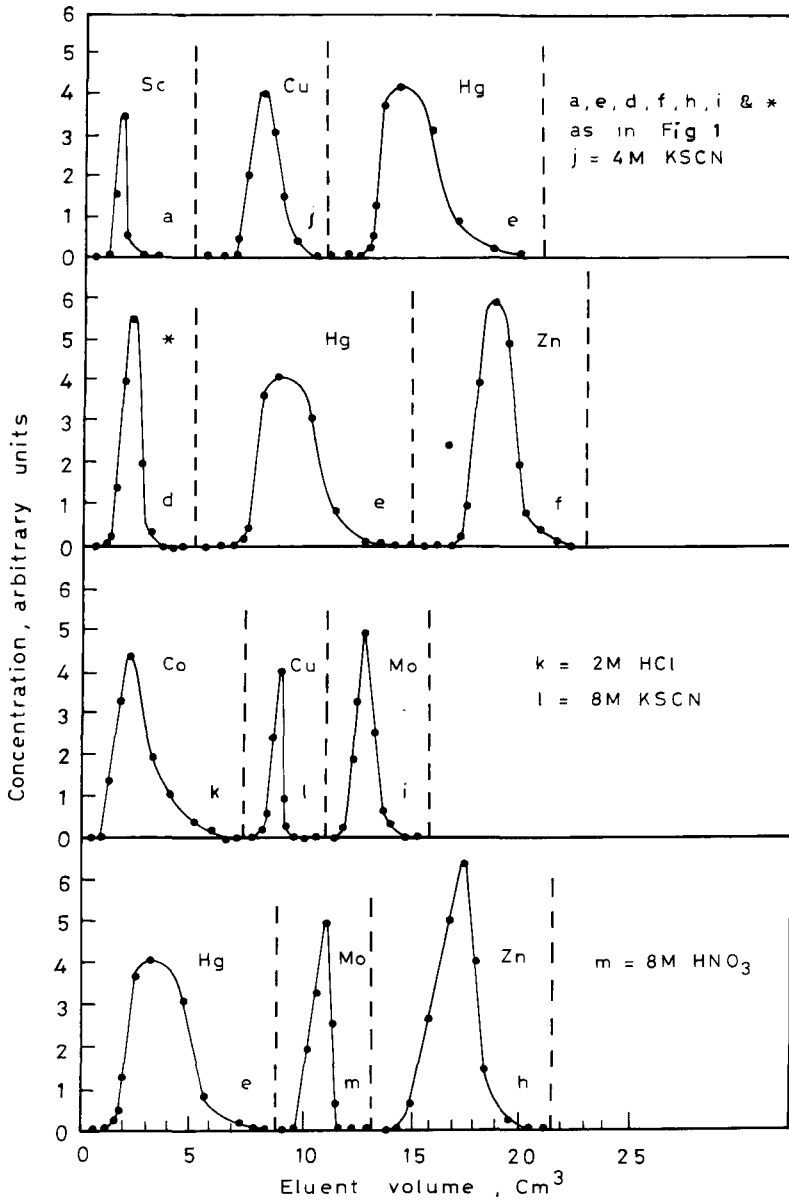 Concentration, arbitrary units
6
5
4
3
2
1
0
Sc
Cu
Hg
a
j
e
a, e, d, f, h, i & *
as in Fig 1
j = 4M KSCN
6
5
4
3
2
1
0
*
Hg
Zn
d
e
f
6
5
4
3
2
1
0
Co
Cu
Mo
k
l
i
k = 2M HCl
l = 8M KSCN
6
5
4
3
2
1
0
Hg
Mo
Zn
e
m
h
m = 8M HNO3
0 5 10 15 20 25
Eluent volume, Cm3